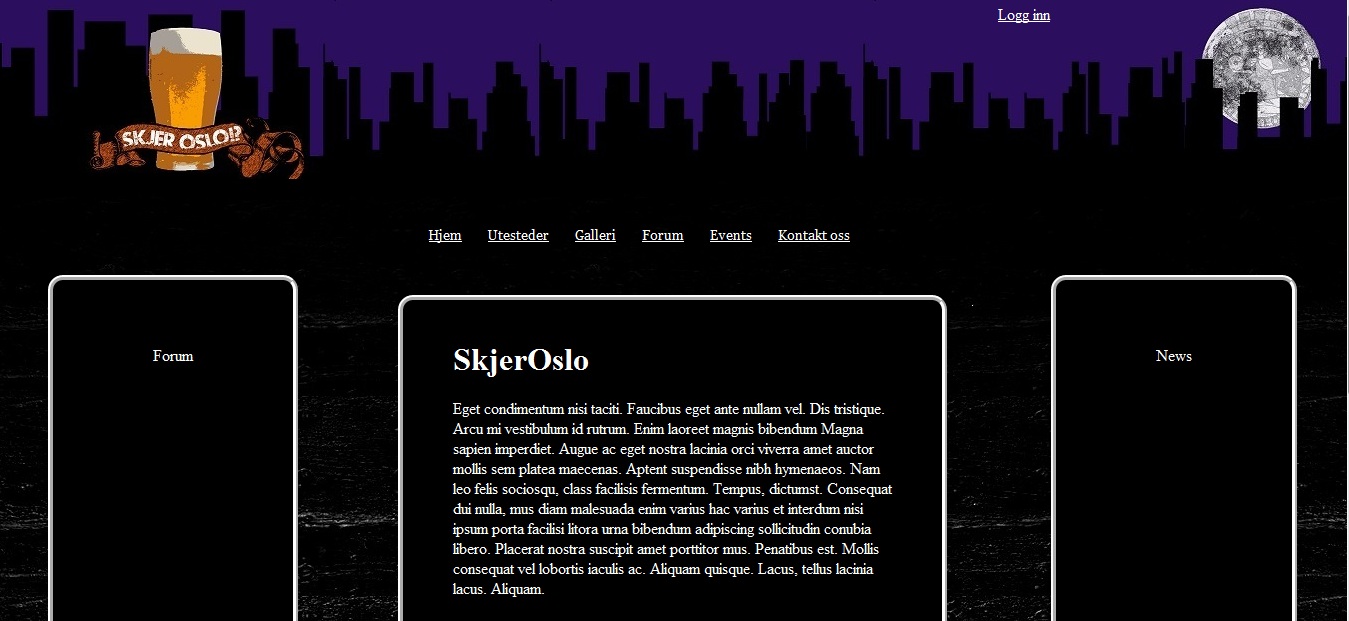 Logg inn
SKJER OSLO!?
Hjem Utesteder Galleri Forum Events Kontakt oss
Forum
SkjerOslo
Eget condimentum nisi taciti. Faucibus eget ante nullam vel. Dis tristique.
Arcu mi vestibulum id rutrum. Enim laoreet magnis bibendum Magna
sapien imperdiet. Augue ac eget nostra lacinia orci viverra amet auctor
mollis sem platea maecenas. Aptent suspendisse nibh hymenaeos. Nam
leo felis sociosqu, class facilisis fermentum. Tempus, dictumst. Consequat
dui nulla, mus diam malesuada enim varius hac varius et interdum nisi
ipsum porta facilisi litora urna bibendum adipiscing sollicitudin conubia
libero. Placerat nostra suscipit amet porttitor mus. Penatibus est. Mollis
consequat vel lobortis iaculis ac. Aliquam quisque. Lacus, tellus lacinia
lacus. Aliquam.
News